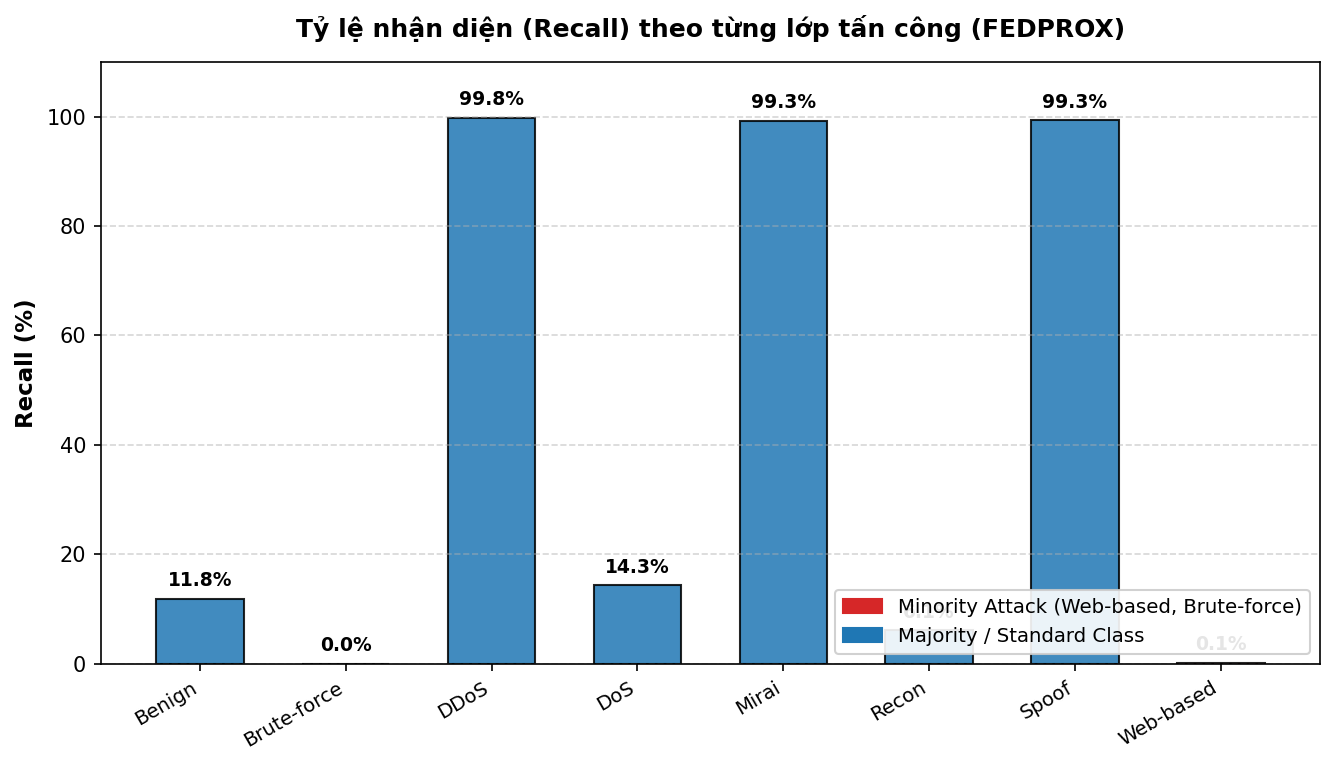 Tỷ lệ nhận diện (Recall) theo từng lớp tấn công (FEDPROX)
Recall (%)
100
80
60
40
20
0
11.8%
0.0%
99.8%
14.3%
99.3%
99.3%
0.1%
Minority Attack (Web-based, Brute-force)
Majority / Standard Class
Benign
Brute-force
DDoS
DoS
Mirai
Recon
Spoof
Web-based